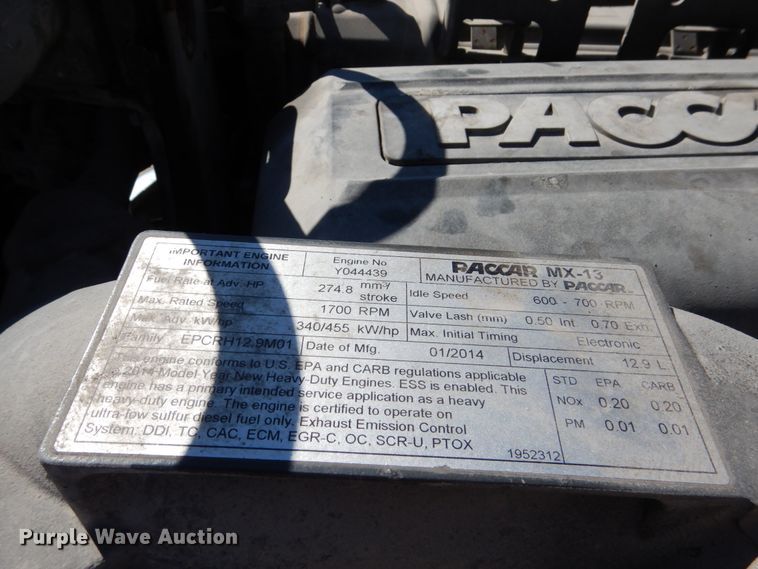 PACCAR
IMPORTANT ENGINE INFORMATION
Engine No Y044439
PACCAR MX-13
MANUFACTURED BY PACCAR
Fuel Rate at Adv. HP 274.8 mm³/stroke
Idle Speed 600 - 700 RPM
Max. Rated Speed 1700 RPM
Valve Lash (mm) 0.50 Int 0.70 Exh.
Max. Adv. kW/hp 340/455 kW/hp
Max. Initial Timing Electronic
Family EPCRH12.9M01
Date of Mfg. 01/2014
Displacement 12.9 L
This engine conforms to U.S. EPA and CARB regulations applicable
to 2014 Model Year New Heavy-Duty Engines. ESS is enabled. This
engine has a primary intended service application as a heavy
heavy-duty engine. The engine is certified to operate on
ultra-low sulfur diesel fuel only. Exhaust Emission Control
System: DDI, TC, CAC, ECM, EGR-C, OC, SCR-U, PTOX
STD EPA CARB
NOx 0.20 0.20
PM 0.01 0.01
1952312
Purple Wave Auction